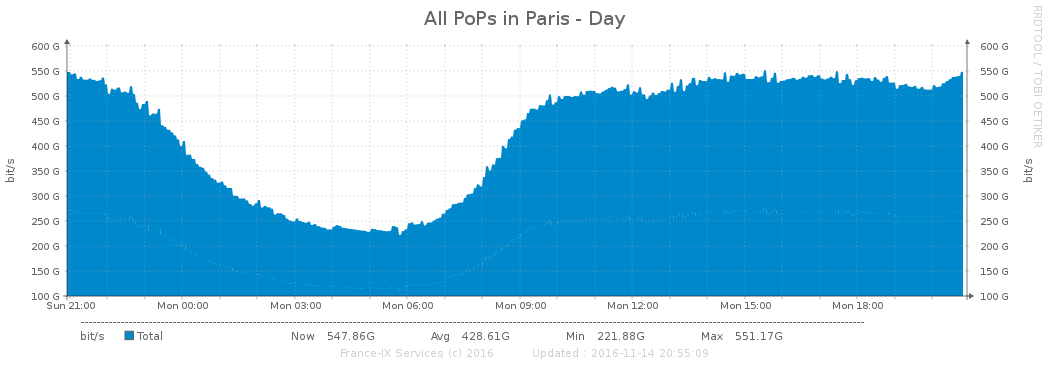 All PoPs in Paris - Day
RRDTOOL / TOBI OETIKER
600 G 600 G
550 G 550 G
500 G 500 G
450 G 450 G
400 G 400 G
350 G 350 G
300 G 300 G
250 G 250 G
200 G 200 G
150 G 150 G
100 G 100 G
bit/s
bit/s
Sun 21:00 Mon 00:00 Mon 03:00 Mon 06:00 Mon 09:00 Mon 12:00 Mon 15:00 Mon 18:00
bit/s Total Now 547.86G Avg 428.61G Min 221.88G Max 551.17G
France-IX Services (c) 2016 Updated : 2016-11-14 20:55:09